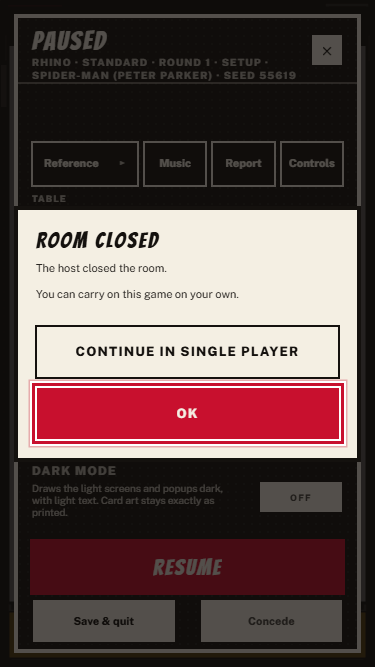 PAUSED
RHINO · STANDARD · ROUND 1 · SETUP ·
SPIDER-MAN (PETER PARKER) · SEED 55619
×
Reference ►
Music
Report
Controls
TABLE
ROOM CLOSED
The host closed the room.
You can carry on this game on your own.
CONTINUE IN SINGLE PLAYER
OK
DARK MODE
Draws the light screens and popups dark,
with light text. Card art stays exactly as
printed.
OFF
RESUME
Save & quit
Concede